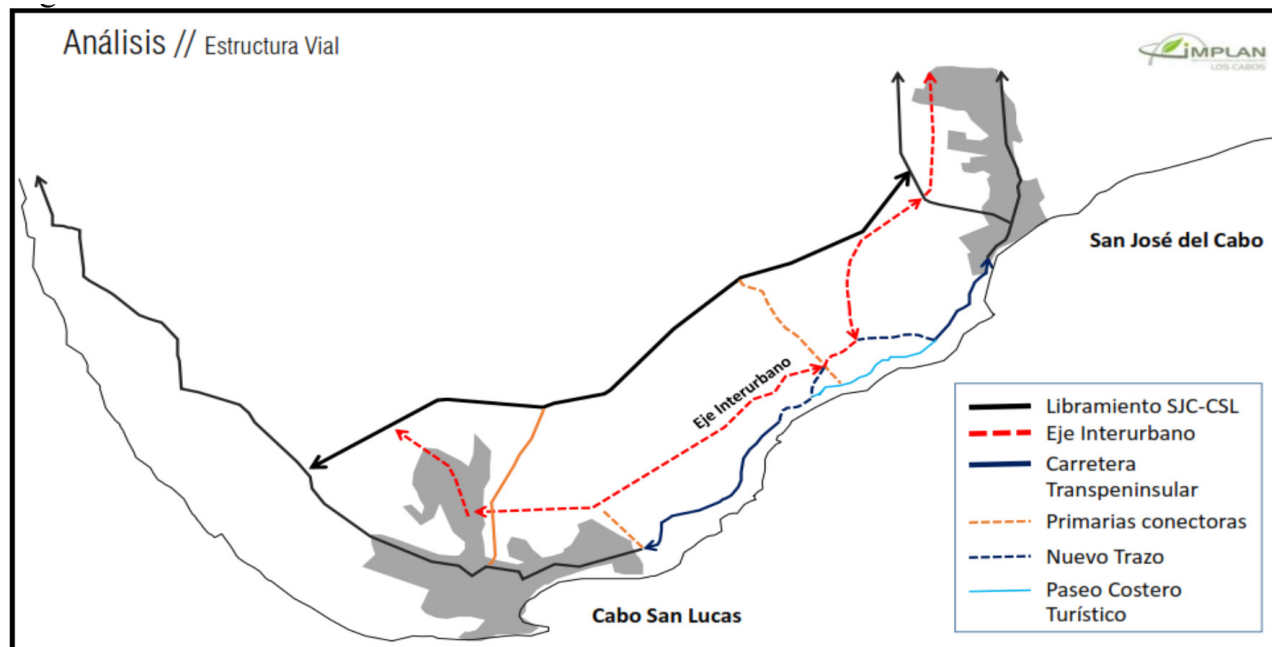 Análisis // Estructura Vial
iMPLAN
LOS CABOS
San José del Cabo
Eje Interurbano
Cabo San Lucas
Libramiento SJC-CSL
Eje Interurbano
Carretera
Transpeninsular
Primarias conectoras
Nuevo Trazo
Paseo Costero
Turístico